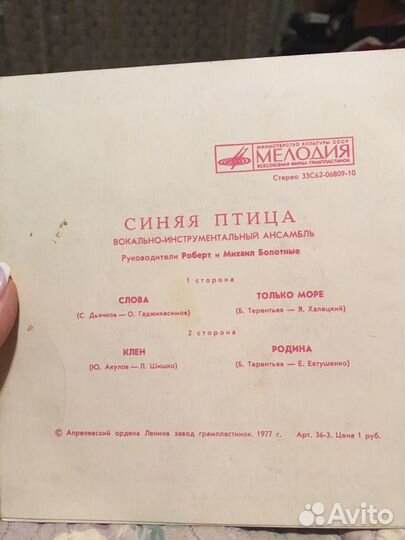 МИНИСТЕРСТВО КУЛЬТУРЫ СССР
МЕЛОДИЯ
ВСЕСОЮЗНАЯ ФИРМА ГРАМПЛАСТИНОК
Стерео 33С62-06809-10
СИНЯЯ ПТИЦА
ВОКАЛЬНО-ИНСТРУМЕНТАЛЬНЫЙ АНСАМБЛЬ
Руководители Роберт и Михаил Болотные
1 сторона
СЛОВА
(С. Дьячков — О. Гаджикасимов)
ТОЛЬКО МОРЕ
(Б. Терентьев — Я. Халецкий)
2 сторона
КЛЕН
(Ю. Акулов — Л. Шишко)
РОДИНА
(Б. Терентьев — Е. Евтушенко)
© Апрелевский ордена Ленина завод грампластинок. 1977 г. Арт. 36-3. Цена 1 руб.
Avito